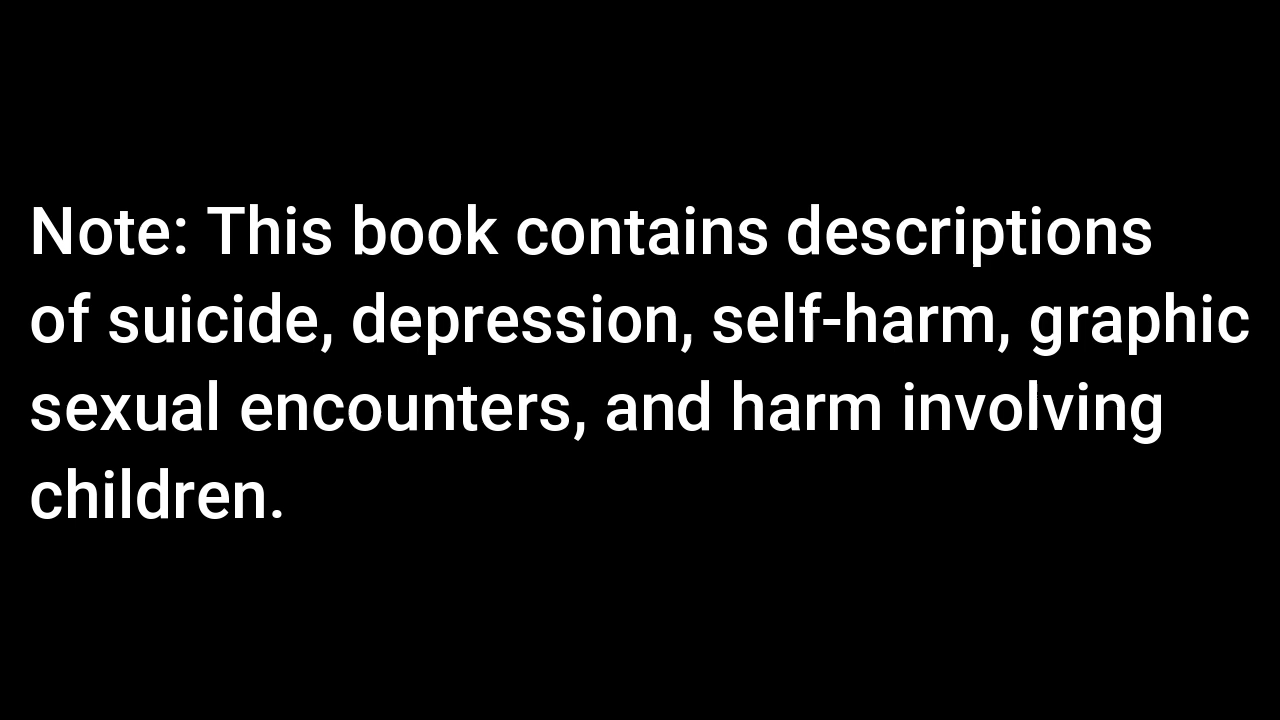 Note: This book contains descriptions
of suicide, depression, self-harm, graphic
sexual encounters, and harm involving
children.